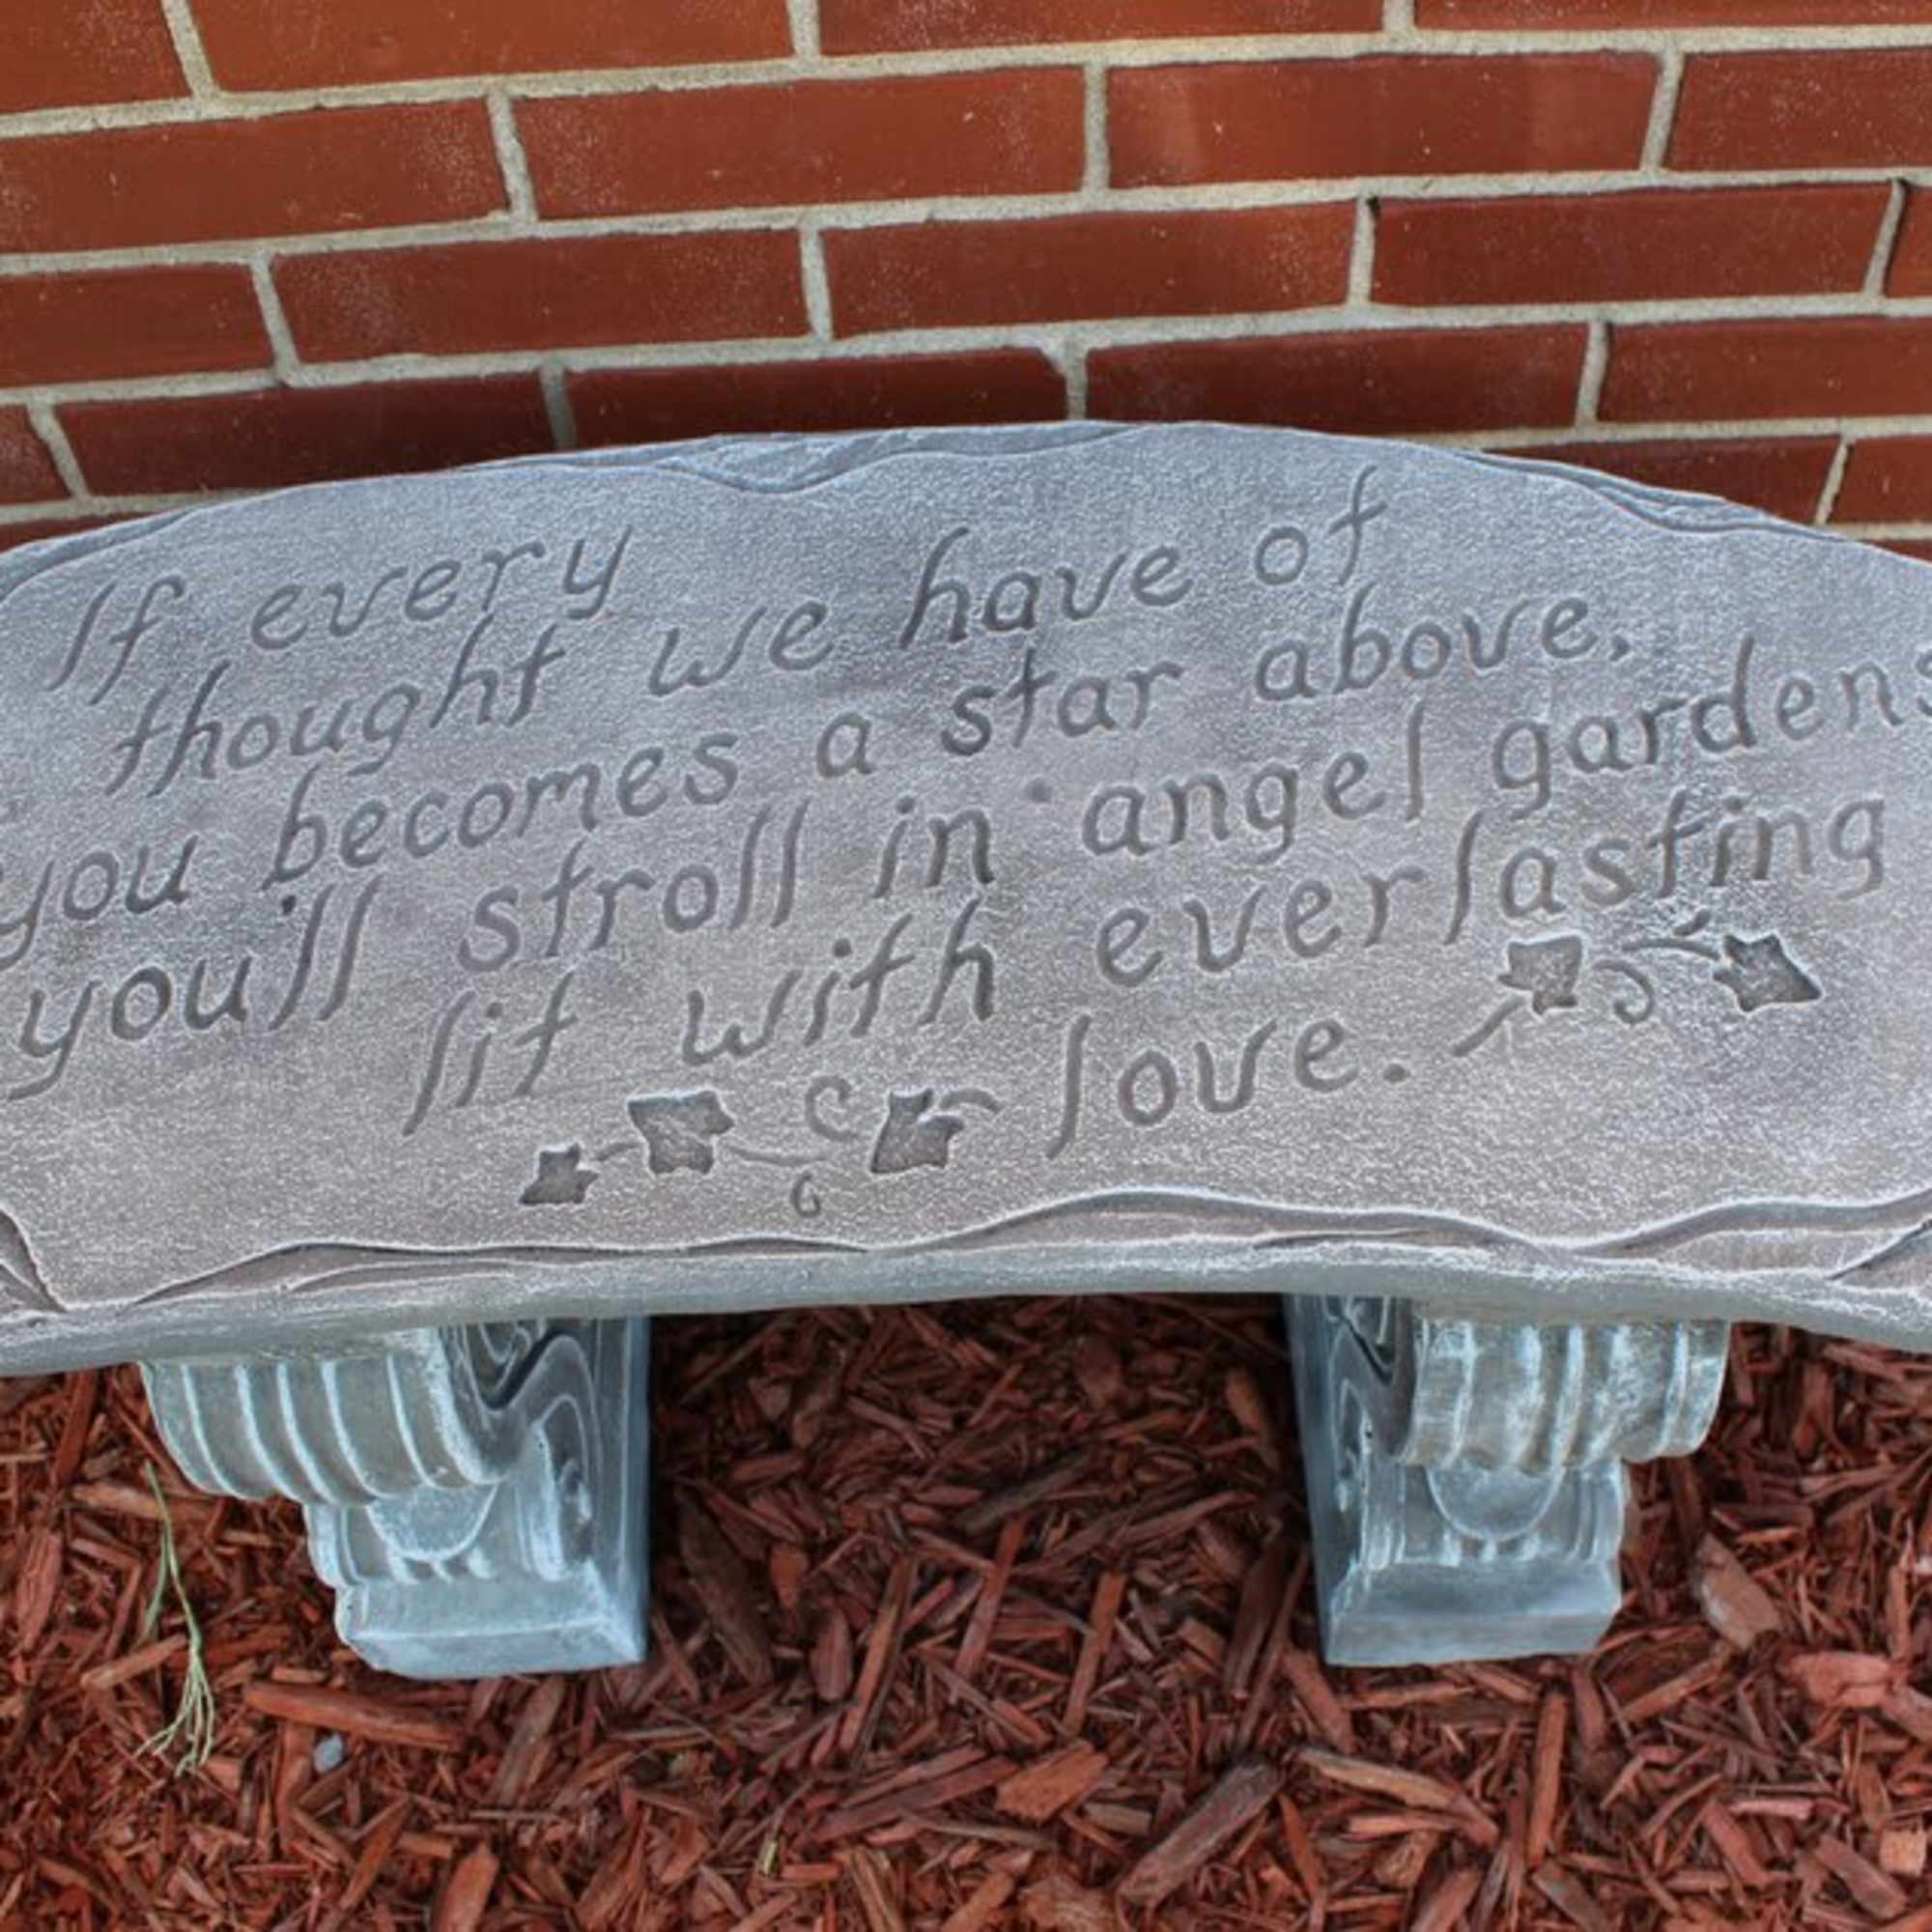 If every
thought we have of
you becomes a star above,
you'll stroll in angel gardens
lit with everlasting
love.